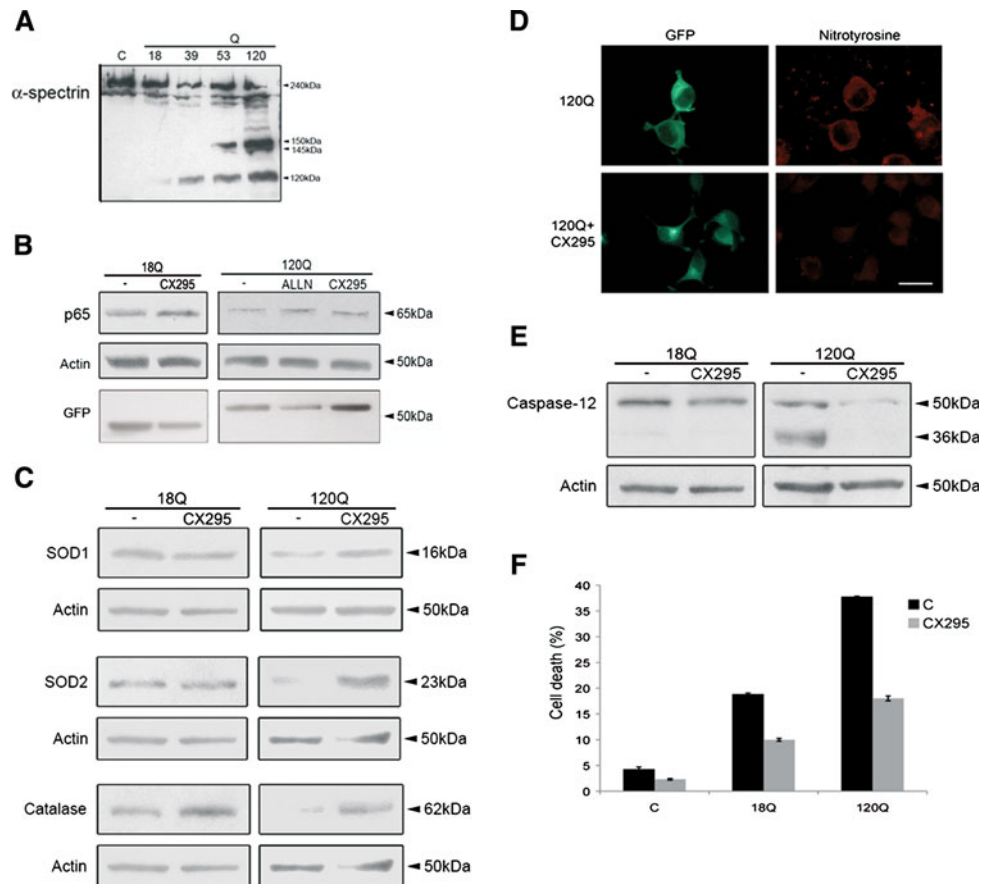 A
Q
C 18 39 53 120
α-spectrin
240kDa
150kDa
145kDa
120kDa
B
18Q 120Q
- CX295 - ALLN CX295
p65 65kDa
Actin 50kDa
GFP 50kDa
C
18Q 120Q
- CX295 - CX295
SOD1 16kDa
Actin 50kDa
SOD2 23kDa
Actin 50kDa
Catalase 62kDa
Actin 50kDa
D
GFP Nitrotyrosine
120Q
120Q+
CX295
E
18Q 120Q
- CX295 - CX295
Caspase-12 50kDa
36kDa
Actin 50kDa
F
Cell death (%)
40
35
30
25
20
15
10
5
0
C 18Q 120Q
C
CX295